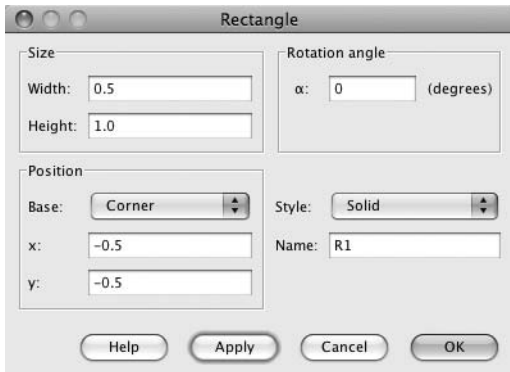 Rectangle
Size
Width: 0.5
Height: 1.0
Rotation angle
α: 0 (degrees)
Position
Base: Corner
x: -0.5
y: -0.5
Style: Solid
Name: R1
Help Apply Cancel OK